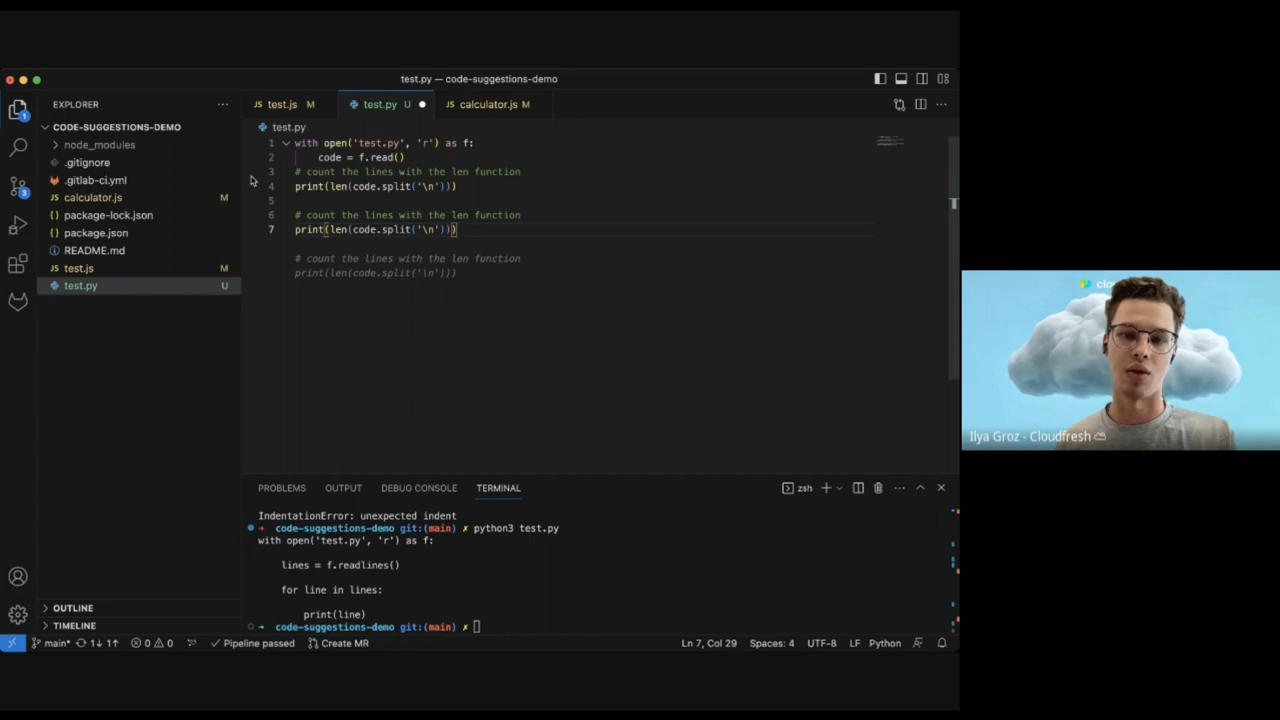 test.py — code-suggestions-demo
EXPLORER
test.js M
test.py U
calculator.js M
CODE-SUGGESTIONS-DEMO
node_modules
.gitignore
.gitlab-ci.yml
calculator.js M
package-lock.json
package.json
README.md
test.js M
test.py U
test.py
1 with open('test.py', 'r') as f:
2 code = f.read()
3 # count the lines with the len function
4 print(len(code.split('\n')))
5
6 # count the lines with the len function
7 print(len(code.split('\n')))
# count the lines with the len function
print(len(code.split('\n')))
1
3
PROBLEMS OUTPUT DEBUG CONSOLE TERMINAL
zsh
IndentationError: unexpected indent
code-suggestions-demo git:(main) ✗ python3 test.py
with open('test.py', 'r') as f:
lines = f.readlines()
for line in lines:
print(line)
code-suggestions-demo git:(main) ✗
OUTLINE
TIMELINE
main* 1↓ 1↑ 0 0 Pipeline passed Create MR
Ln 7, Col 29 Spaces: 4 UTF-8 LF Python
Ilya Groz - Cloudfresh